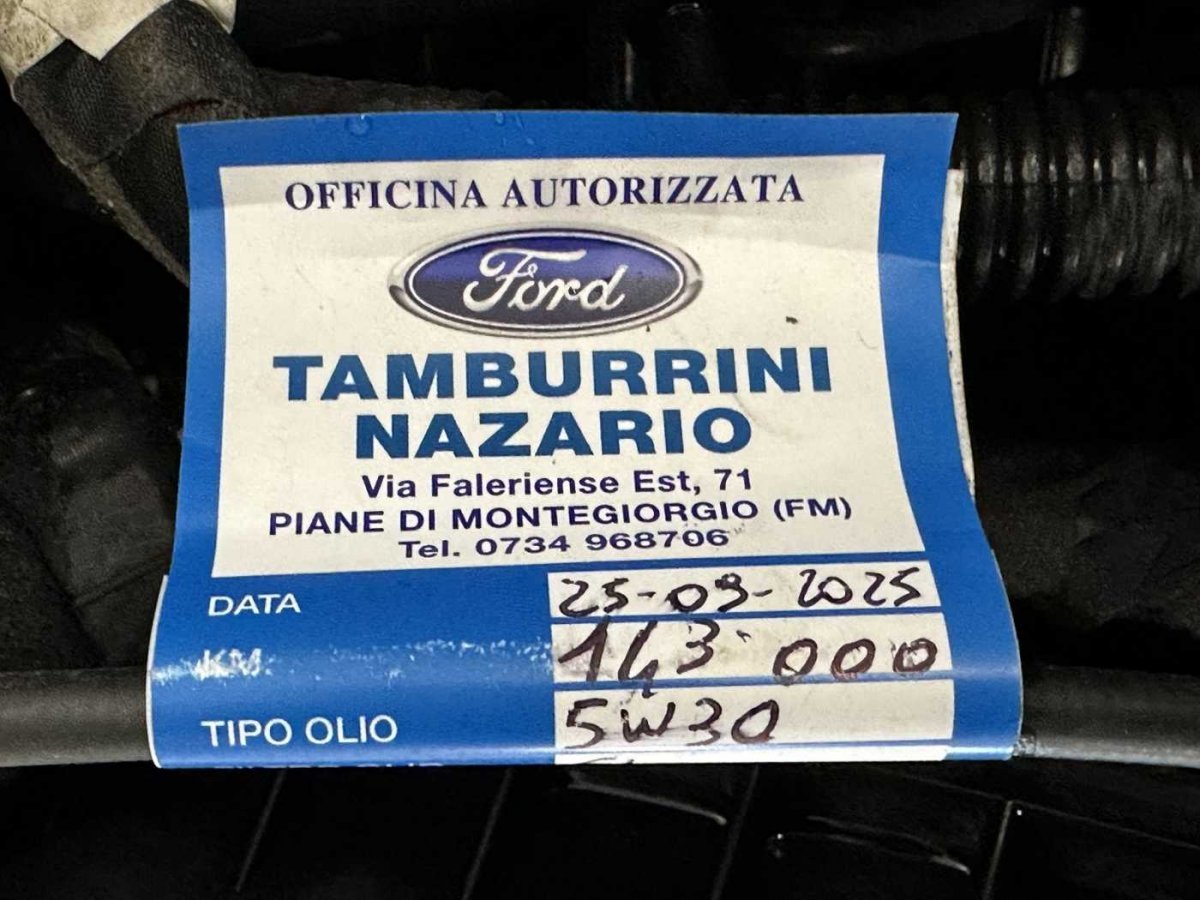 OFFICINA AUTORIZZATA
Ford
TAMBURRINI
NAZARIO
Via Faleriense Est, 71
PIANE DI MONTEGIORGIO (FM)
Tel. 0734 968706
DATA 25-09-2025
KM 143 000
TIPO OLIO 5W30